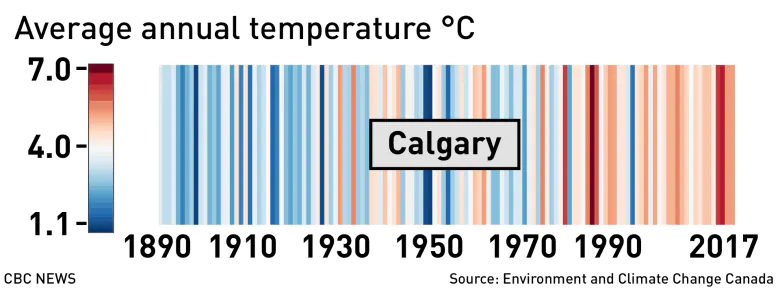 Average annual temperature °C
7.0
4.0
1.1
Calgary
1890 1910 1930 1950 1970 1990 2017
CBC NEWS
Source: Environment and Climate Change Canada